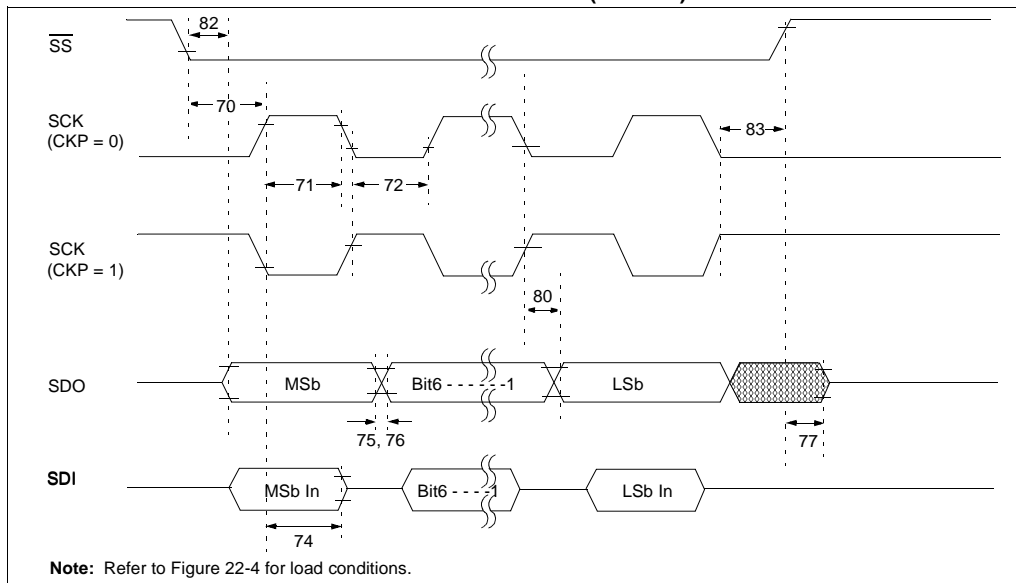 82
SS
70
SCK
(CKP = 0)
83
71
72
SCK
(CKP = 1)
80
SDO
MSb
Bit6 - - - - - -1
LSb
75, 76
77
SDI
MSb In
Bit6 - - - -1
LSb In
74
Note: Refer to Figure 22-4 for load conditions.